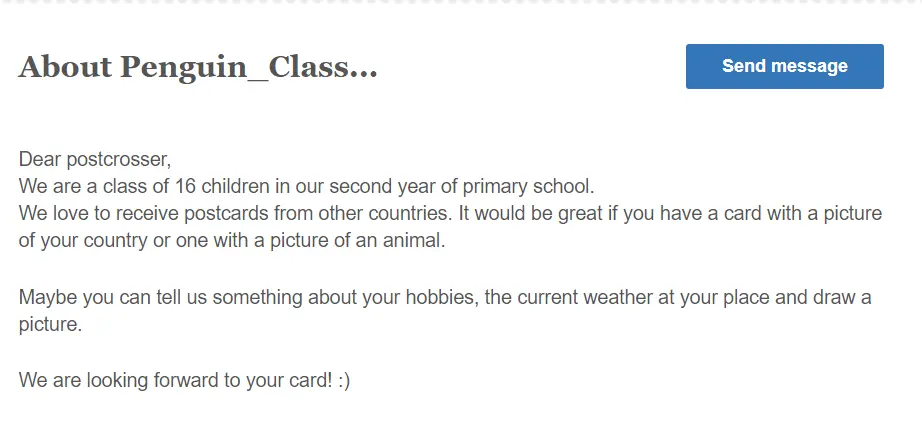 About Penguin_Class...
Send message
Dear postcrosser,
We are a class of 16 children in our second year of primary school.
We love to receive postcards from other countries. It would be great if you have a card with a picture
of your country or one with a picture of an animal.
Maybe you can tell us something about your hobbies, the current weather at your place and draw a
picture.
We are looking forward to your card! :)